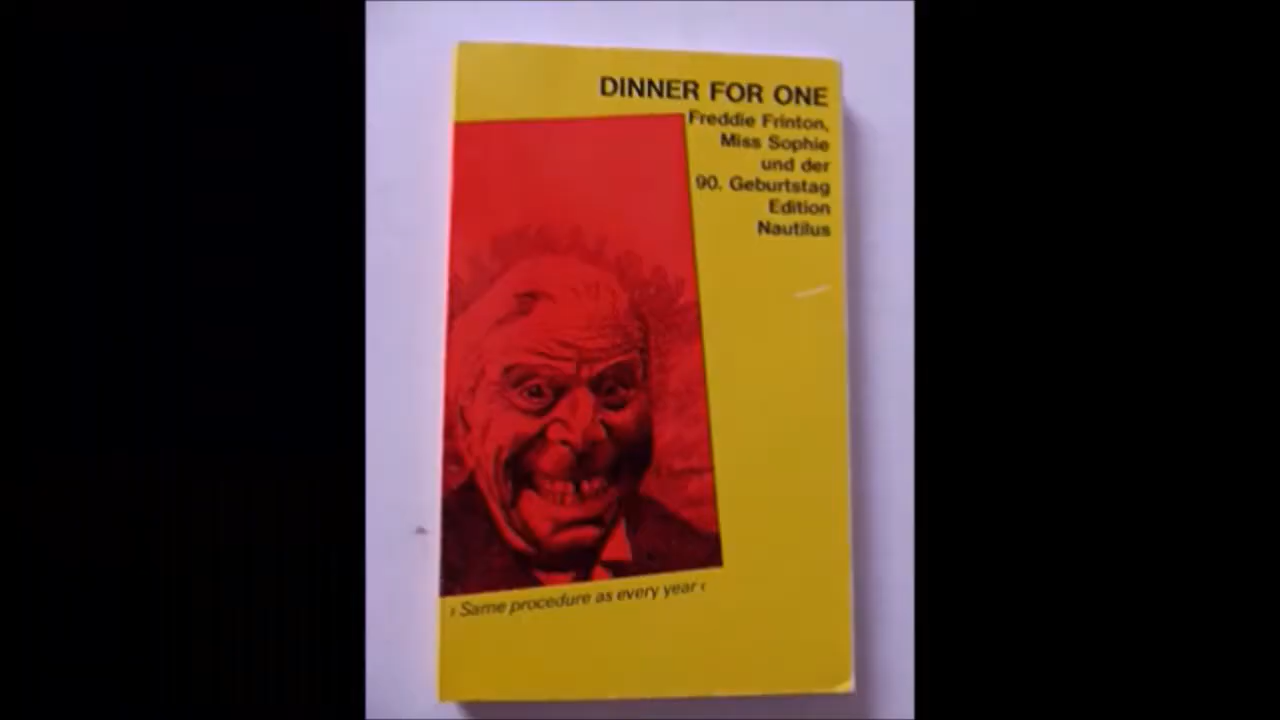 DINNER FOR ONE
Freddie Frinton,
Miss Sophie
und der
90. Geburtstag
Edition
Nautilus
› Same procedure as every year ‹